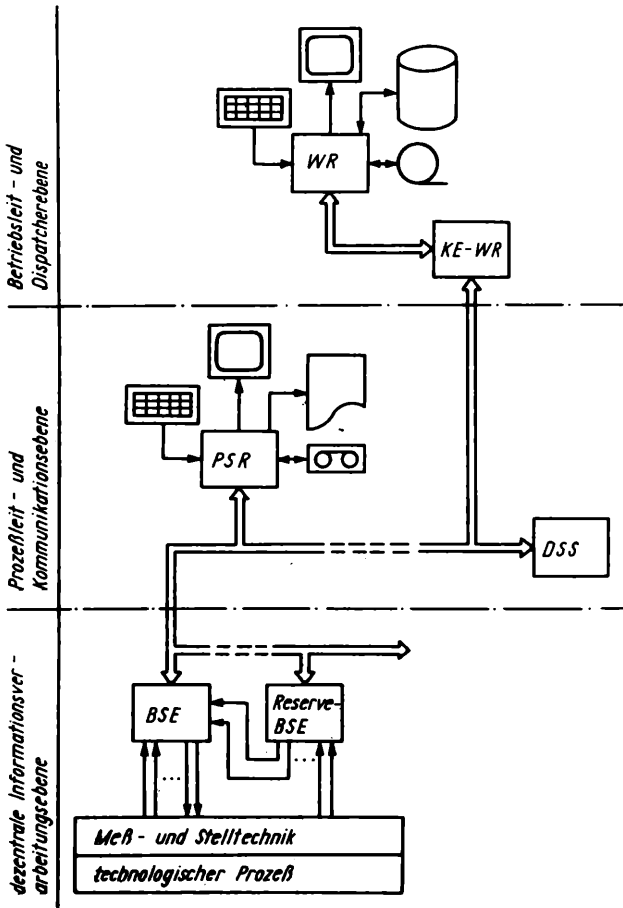 Betriebsleit - und
Dispatcherebene
WR
KE-WR
Prozeßleit - und
Kommunikationsebene
PSR
DSS
dezentrale Informationsver -
arbeitungsebene
BSE
Reserve-
BSE
Meß - und Stelltechnik
technologischer Prozeß